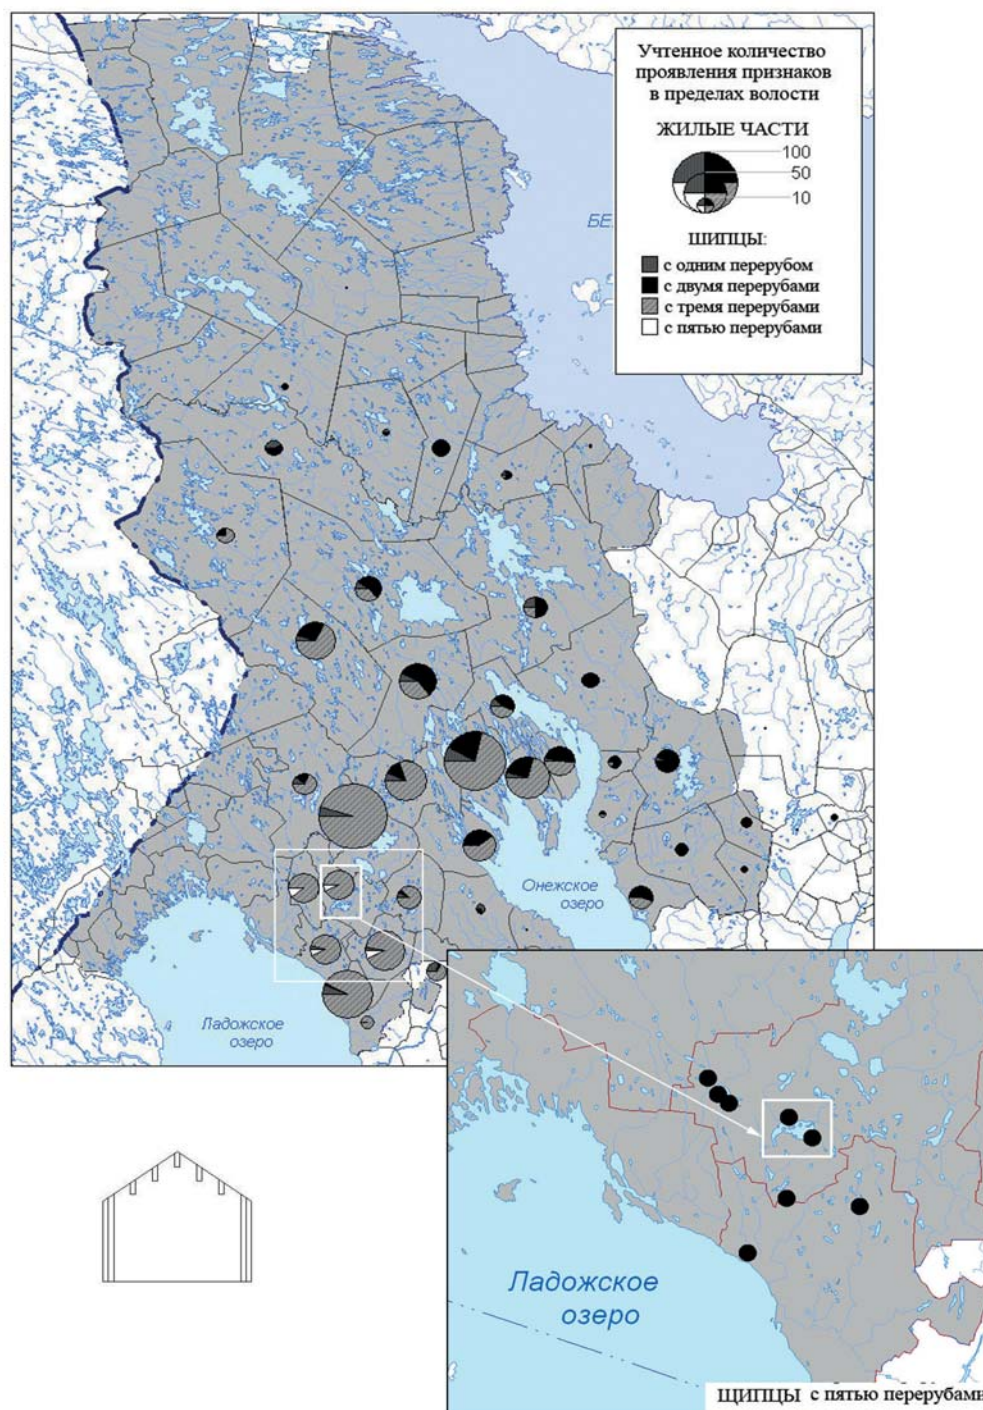 Учтенное количество
проявления признаков
в пределах волости
ЖИЛЫЕ ЧАСТИ
100
50
10
ШИПЦЫ:
с одним перерубом
с двумя перерубами
с тремя перерубами
с пятью перерубами
БЕ
Онежское
озеро
Ладожское
озеро
Ладожское
озеро
ЩИПЦЫ с пятью перерубами